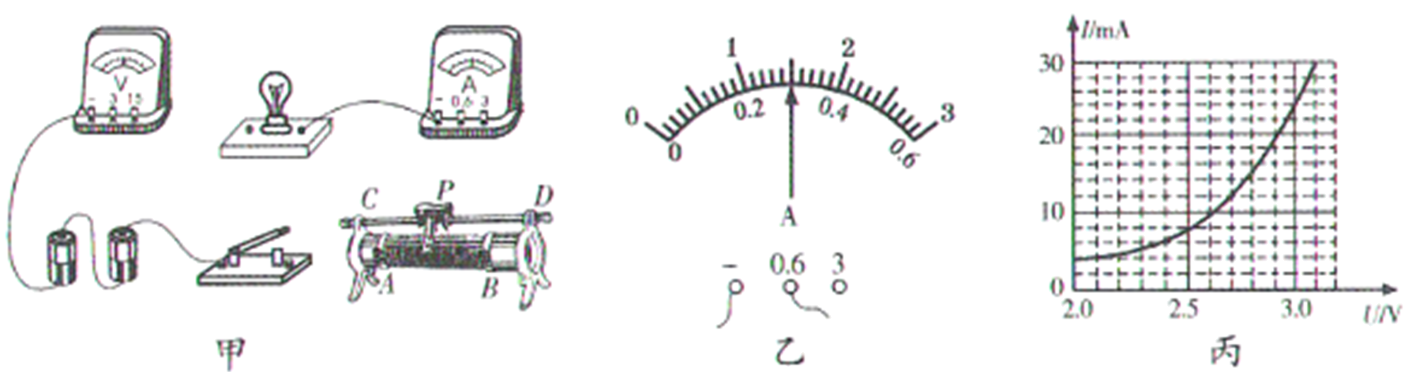 V
- 3 15
A
- 0.6 3
C P D
A B
甲
0 1 2 3
0 0.2 0.4 0.6
A
- 0.6 3
乙
I/mA
30
20
10
0
2.0 2.5 3.0 U/V
丙